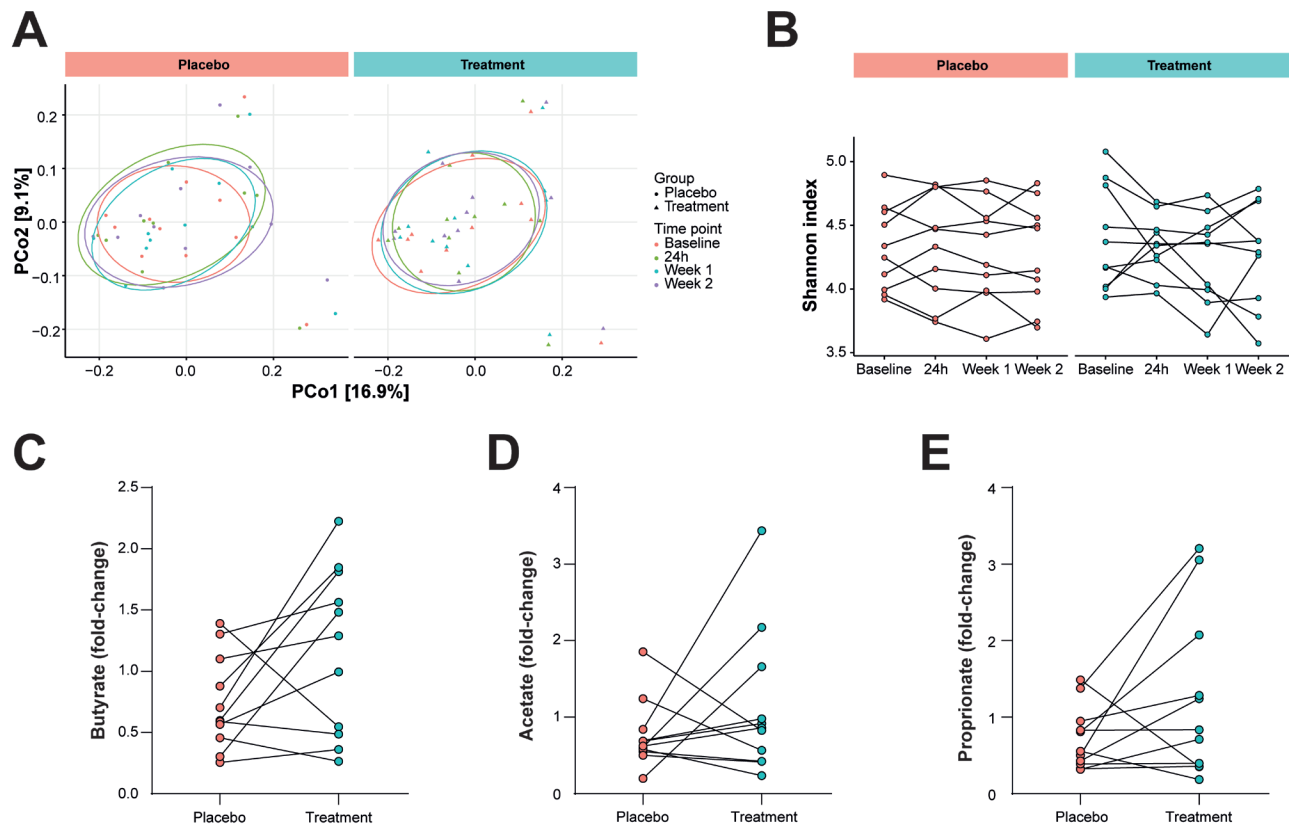 A
Placebo
Treatment
PCo2 [9.1%]
0.2
0.1
0.0
−0.1
−0.2
−0.2
0.0
0.2
−0.2
0.0
0.2
PCo1 [16.9%]
Group
Placebo
Treatment
Time point
Baseline
24h
Week 1
Week 2
B
Placebo
Treatment
Shannon index
5.0
4.5
4.0
3.5
Baseline 24h Week 1 Week 2
Baseline 24h Week 1 Week 2
C
Butyrate (fold-change)
2.5
2.0
1.5
1.0
0.5
0.0
Placebo Treatment
D
Acetate (fold-change)
4
3
2
1
0
Placebo Treatment
E
Proprionate (fold-change)
4
3
2
1
0
Placebo Treatment